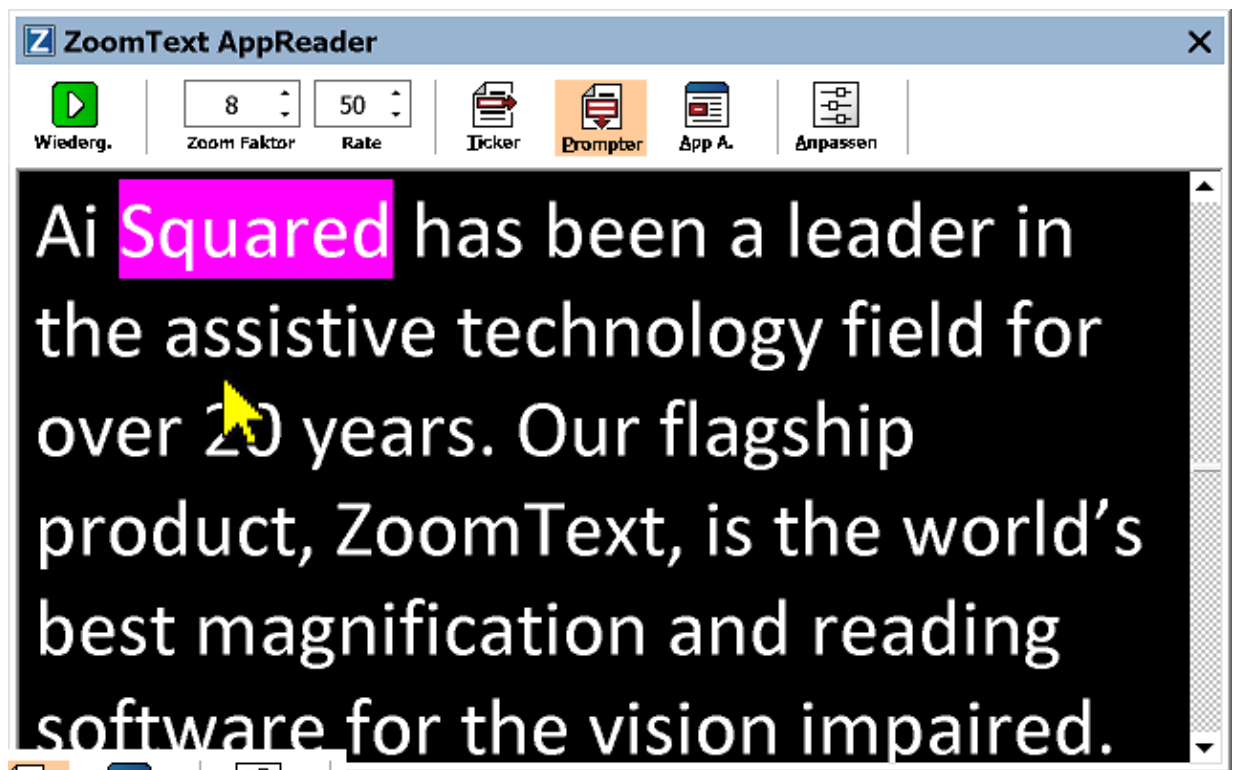 ZoomText AppReader
8 50
Wiederg. Zoom Faktor Rate Ticker Prompter App A. Anpassen
Ai Squared has been a leader in
the assistive technology field for
over 20 years. Our flagship
product, ZoomText, is the world’s
best magnification and reading
software for the vision impaired.